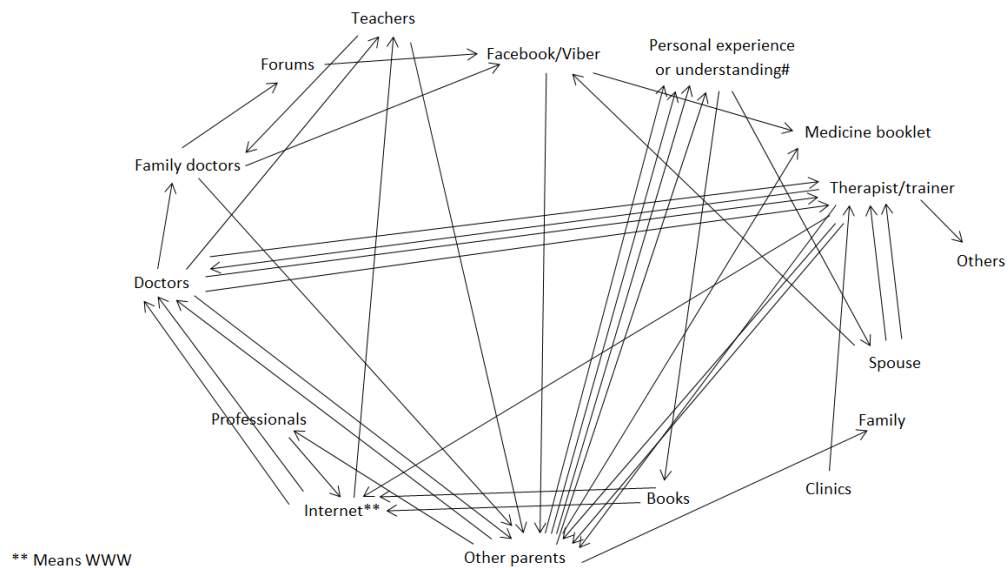 Teachers
Facebook/Viber
Personal experience
or understanding#
Forums
Medicine booklet
Family doctors
Therapist/trainer
Others
Doctors
Spouse
Professionals
Family
Clinics
Books
Internet**
Other parents
** Means WWW